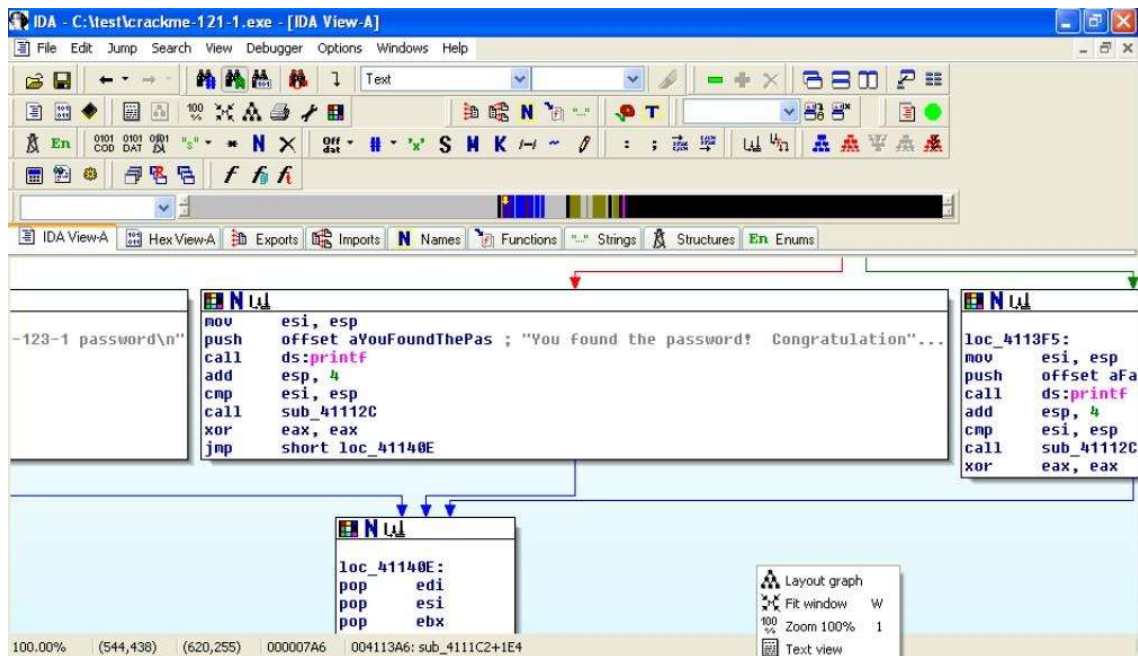 IDA - C:\test\crackme-121-1.exe - [IDA View-A]
File Edit Jump Search View Debugger Options Windows Help
Text
En
Off
S M K
N
T
f
IDA View-A Hex View-A Exports Imports N Names Functions Strings Structures En Enums
-123-1 password\n"
mov esi, esp
push offset aYouFoundThePas ; "You found the password! Congratulation"...
call ds:printf
add esp, 4
cmp esi, esp
call sub_41112C
xor eax, eax
jmp short loc_41140E
loc_4113F5:
mov esi, esp
push offset aFa
call ds:printf
add esp, 4
cmp esi, esp
call sub_41112C
xor eax, eax
loc_41140E:
pop edi
pop esi
pop ebx
Layout graph
Fit window W
Zoom 100% 1
Text view
100.00% (544,438) (620,255) 000007A6 004113A6: sub_4111C2+1E4